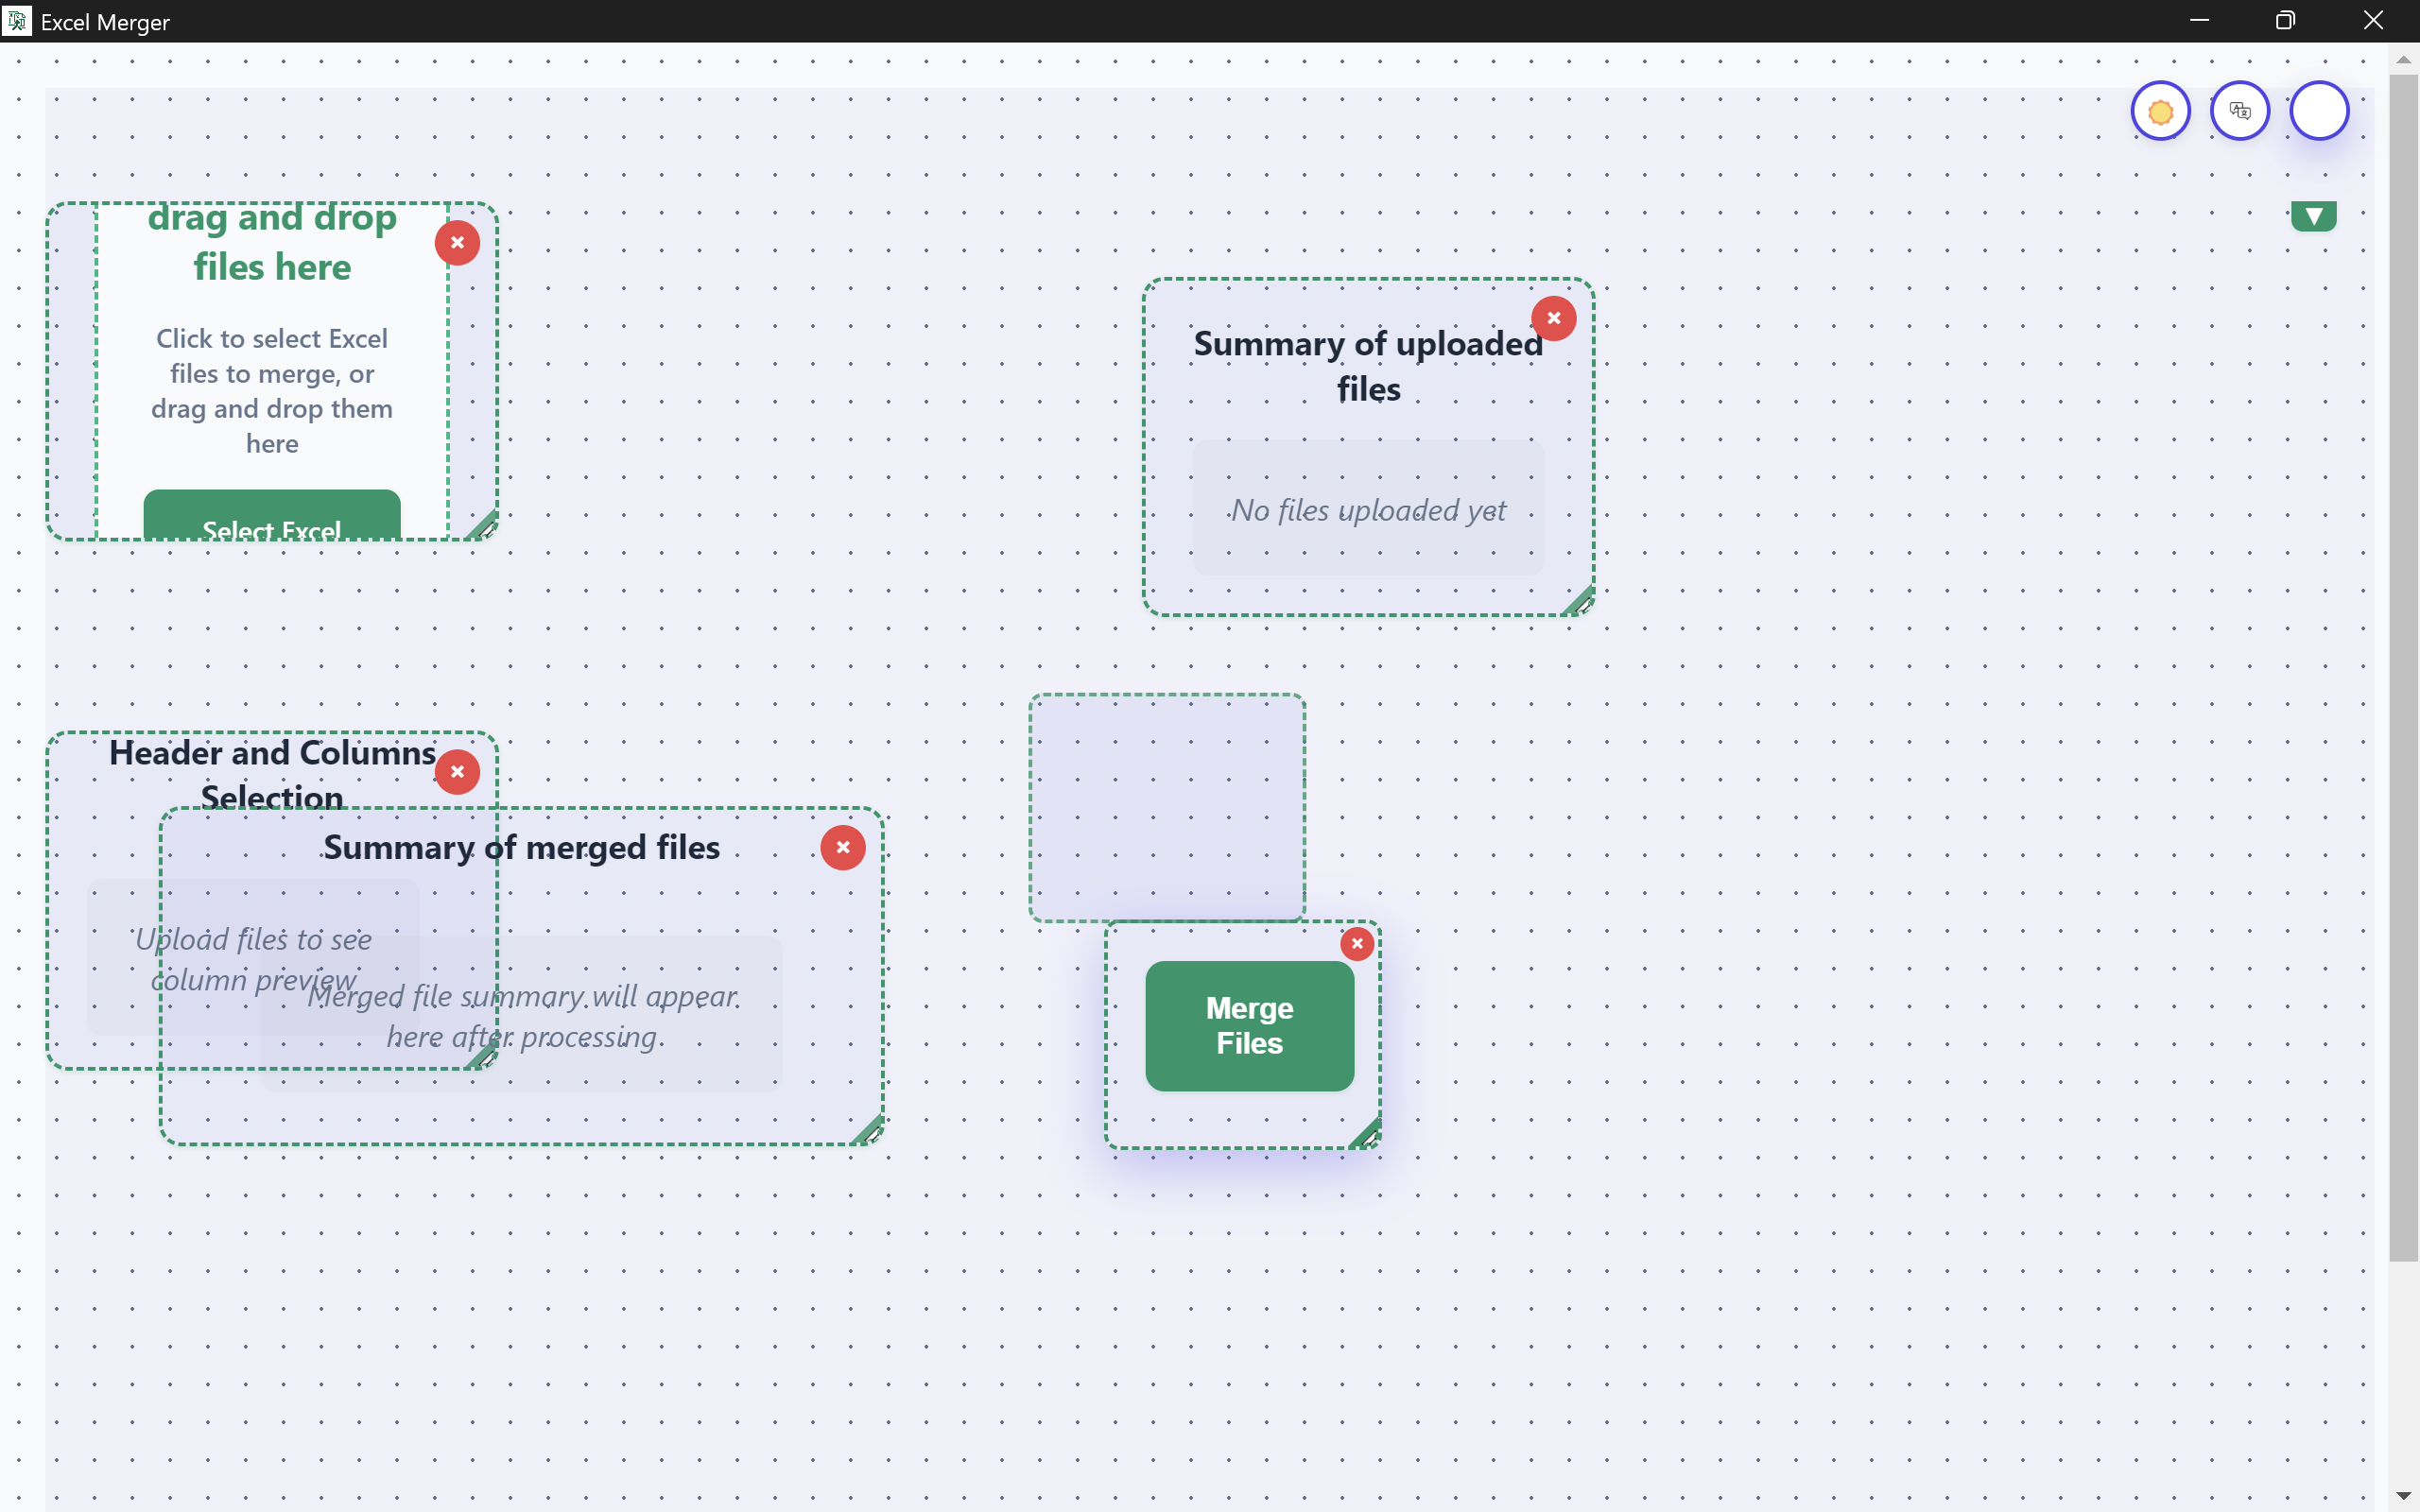 Excel Merger
drag and drop
files here
Click to select Excel
files to merge, or
drag and drop them
here
Select Excel
Summary of uploaded
files
No files uploaded yet
Header and Columns
Selection
Upload files to see
column preview
Summary of merged files
Merged file summary will appear
here after processing
Merge
Files